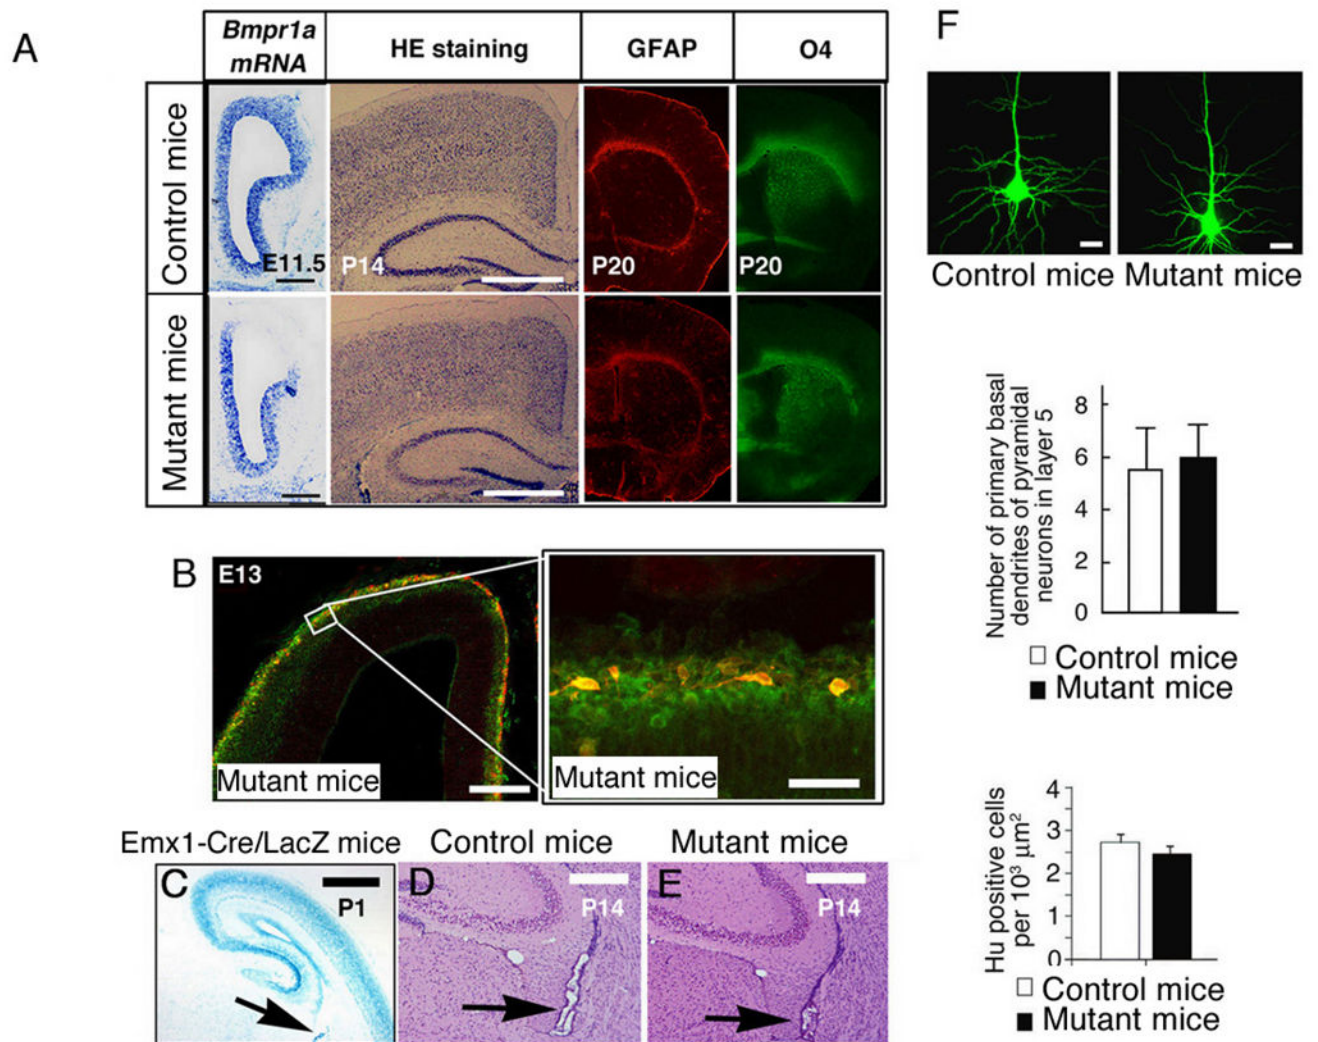 A
Bmpr1a
mRNA
HE staining
GFAP
O4
Control mice
E11.5
P14
P20
P20
Mutant mice
B
E13
Mutant mice
Mutant mice
Emx1-Cre/LacZ mice
Control mice
Mutant mice
C
P1
D
P14
E
P14
F
Control mice
Mutant mice
Number of primary basal
dendrites of pyramidal
neurons in layer 5
8
6
4
2
0
Control mice
Mutant mice
Hu positive cells
per 10³ µm²
4
3
2
1
0
Control mice
Mutant mice